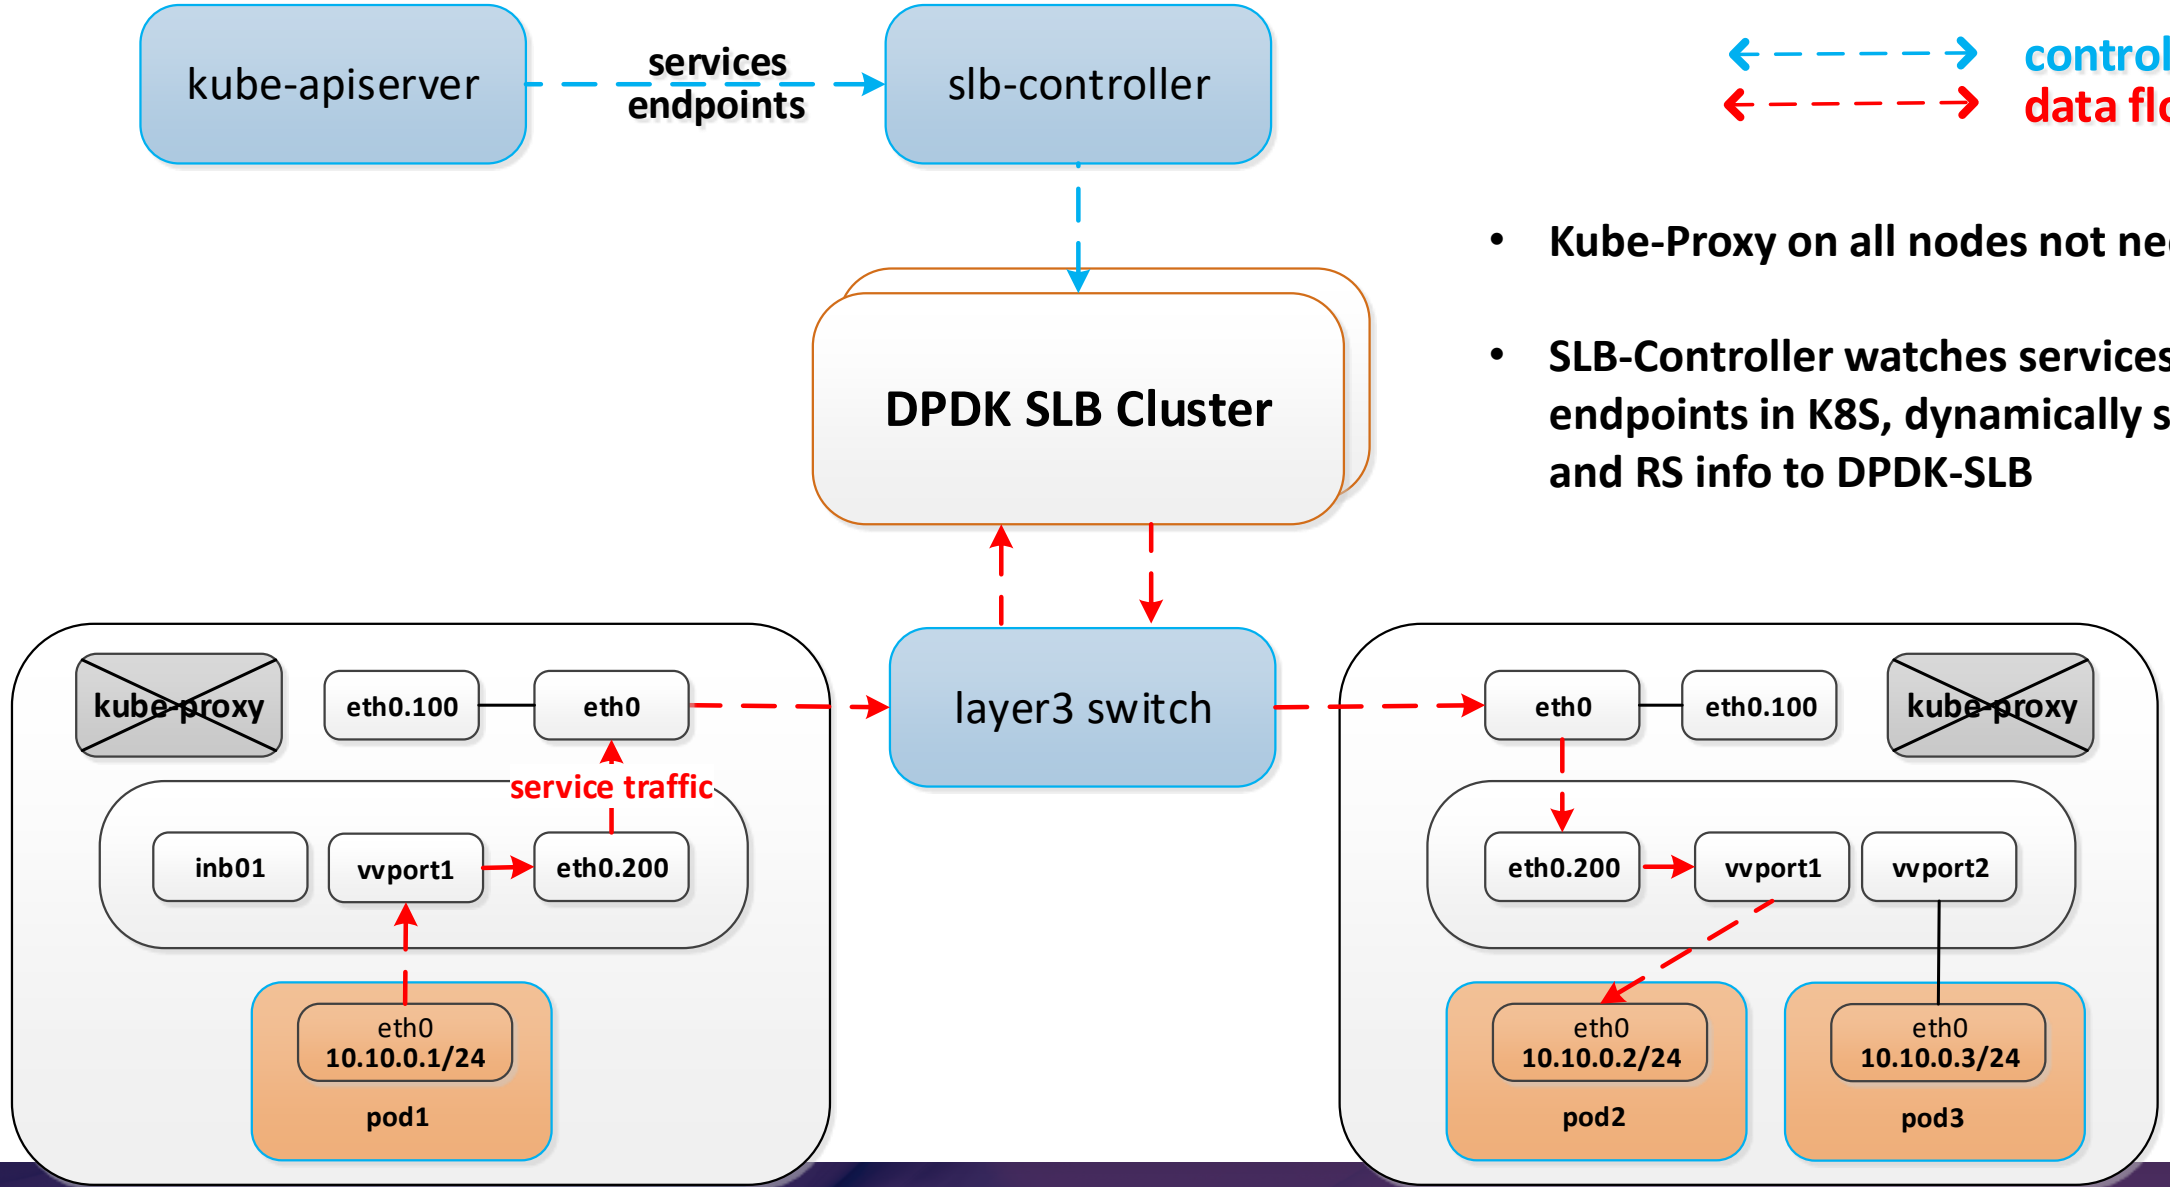 kube-apiserver
services
endpoints
slb-controller
control
data flo
• Kube-Proxy on all nodes not nee
• SLB-Controller watches services
endpoints in K8S, dynamically s
and RS info to DPDK-SLB
DPDK SLB Cluster
layer3 switch
kube-proxy
eth0.100
eth0
service traffic
inb01
vvport1
eth0.200
eth0
10.10.0.1/24
pod1
eth0
eth0.100
kube-proxy
eth0.200
vvport1
vvport2
eth0
10.10.0.2/24
pod2
eth0
10.10.0.3/24
pod3